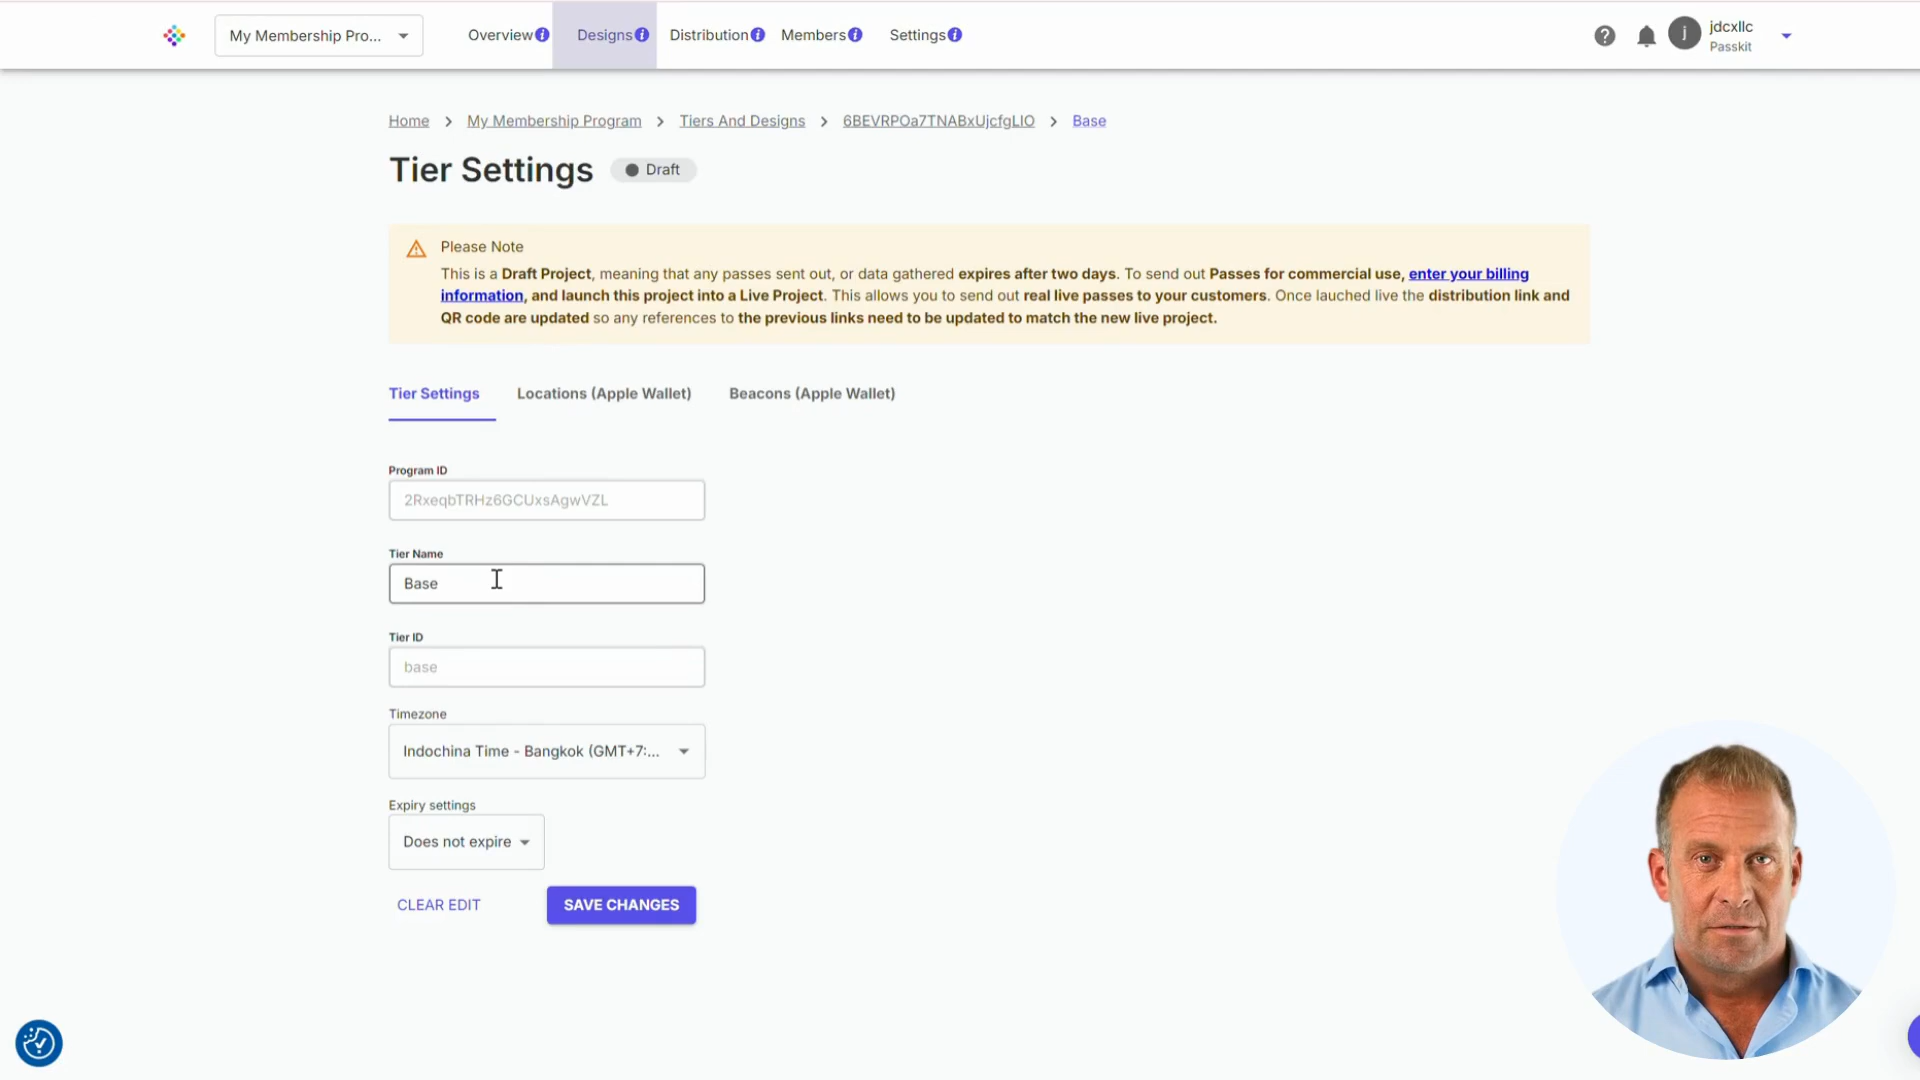 My Membership Pro...
Overview
Designs
Distribution
Members
Settings
j
jdcxllc
Passkit
Home > My Membership Program > Tiers And Designs > 6BEVRPOa7TNABxUjcfgLIO > Base
Tier Settings
Draft
Please Note
This is a Draft Project, meaning that any passes sent out, or data gathered expires after two days. To send out Passes for commercial use, enter your billing
information, and launch this project into a Live Project. This allows you to send out real live passes to your customers. Once lauched live the distribution link and
QR code are updated so any references to the previous links need to be updated to match the new live project.
Tier Settings
Locations (Apple Wallet)
Beacons (Apple Wallet)
Program ID
2RxeqbTRHz6GCUxsAgwVZL
Tier Name
Base
Tier ID
base
Timezone
Indochina Time - Bangkok (GMT+7:...
Expiry settings
Does not expire
CLEAR EDIT
SAVE CHANGES